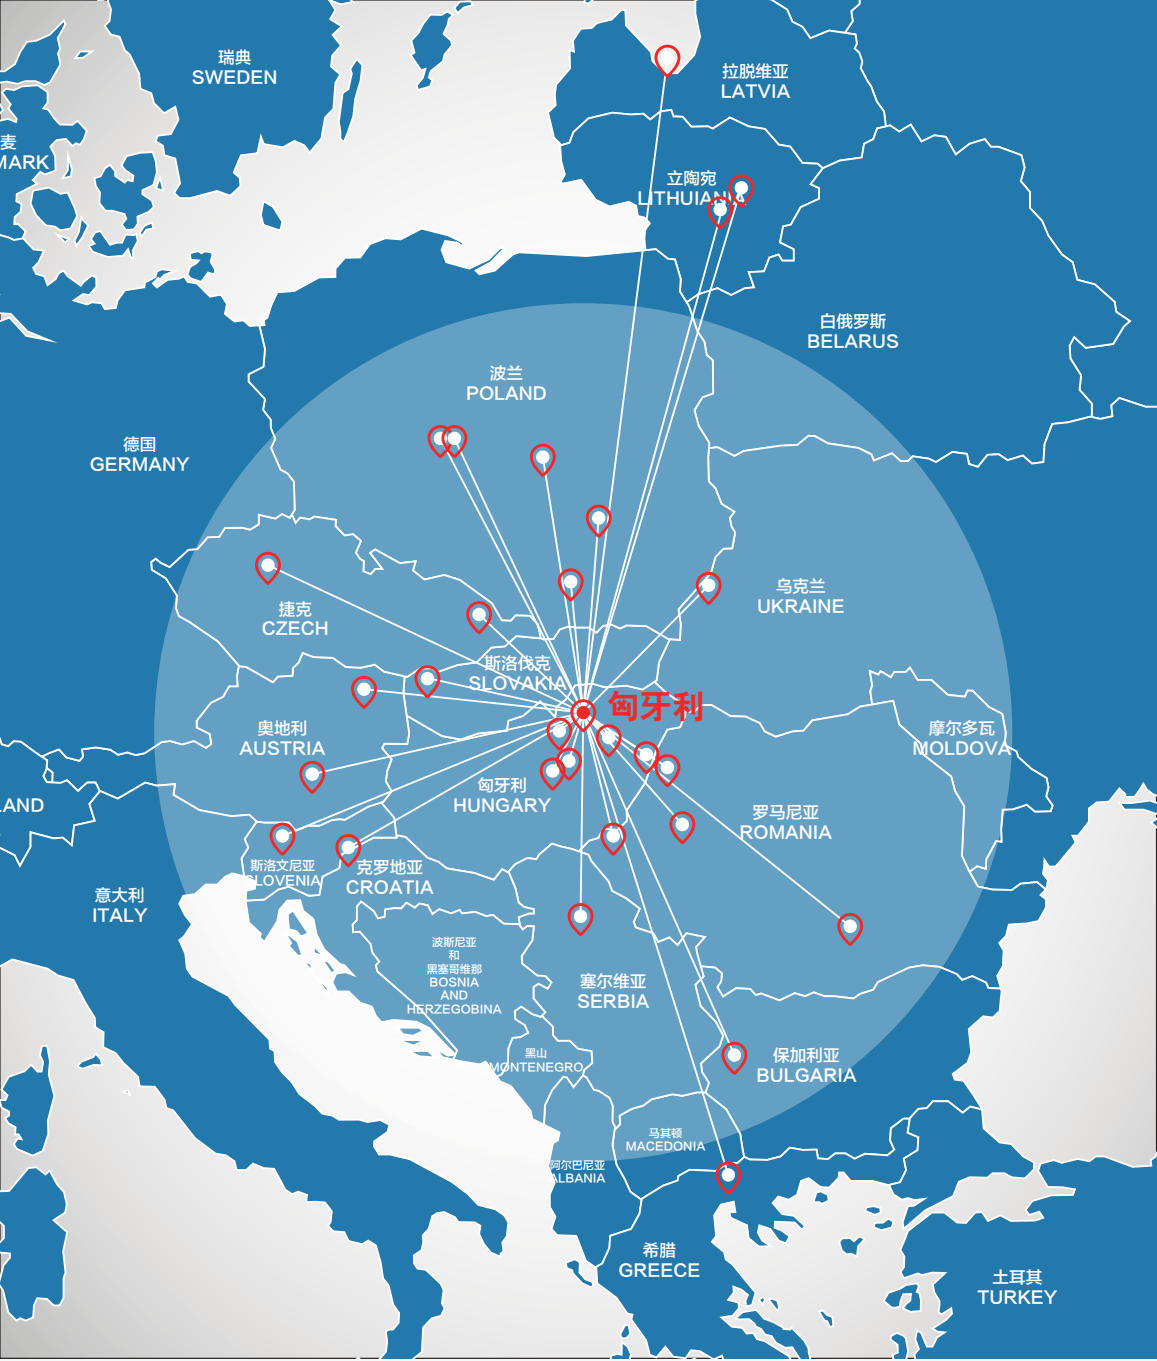 瑞典
SWEDEN
拉脱维亚
LATVIA
麦
MARK
立陶宛
LITHUIANIA
白俄罗斯
BELARUS
波兰
POLAND
德国
GERMANY
乌克兰
UKRAINE
捷克
CZECH
斯洛伐克
SLOVAKIA
匈牙利
奥地利
AUSTRIA
摩尔多瓦
MOLDOVA
匈牙利
HUNGARY
LAND
罗马尼亚
ROMANIA
斯洛文尼亚
SLOVENIA
克罗地亚
CROATIA
意大利
ITALY
波斯尼亚
和
黑塞哥维那
BOSNIA
AND
HERZEGOBINA
塞尔维亚
SERBIA
黑山
MONTENEGRO
保加利亚
BULGARIA
马其顿
MACEDONIA
阿尔巴尼亚
ALBANIA
希腊
GREECE
土耳其
TURKEY